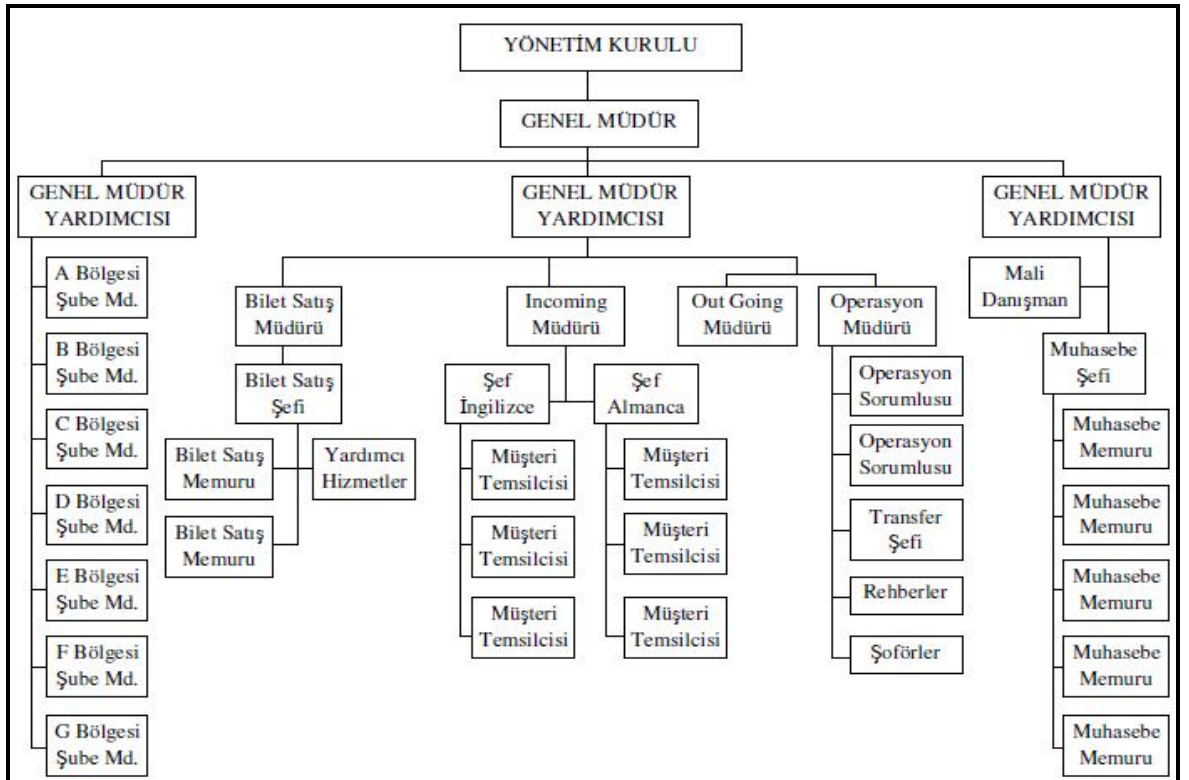 YÖNETİM KURULU
GENEL MÜDÜR
GENEL MÜDÜR
YARDIMCISI
GENEL MÜDÜR
YARDIMCISI
GENEL MÜDÜR
YARDIMCISI
A Bölgesi
Şube Md.
B Bölgesi
Şube Md.
C Bölgesi
Şube Md.
D Bölgesi
Şube Md.
E Bölgesi
Şube Md.
F Bölgesi
Şube Md.
G Bölgesi
Şube Md.
Bilet Satış
Müdürü
Bilet Satış
Şefi
Bilet Satış
Memuru
Yardımcı
Hizmetler
Bilet Satış
Memuru
Incoming
Müdürü
Şef
İngilizce
Müşteri
Temsilcisi
Müşteri
Temsilcisi
Müşteri
Temsilcisi
Şef
Almanca
Müşteri
Temsilcisi
Müşteri
Temsilcisi
Müşteri
Temsilcisi
Out Going
Müdürü
Operasyon
Müdürü
Operasyon
Sorumlusu
Operasyon
Sorumlusu
Transfer
Şefi
Rehberler
Şoförler
Mali
Danışman
Muhasebe
Şefi
Muhasebe
Memuru
Muhasebe
Memuru
Muhasebe
Memuru
Muhasebe
Memuru
Muhasebe
Memuru